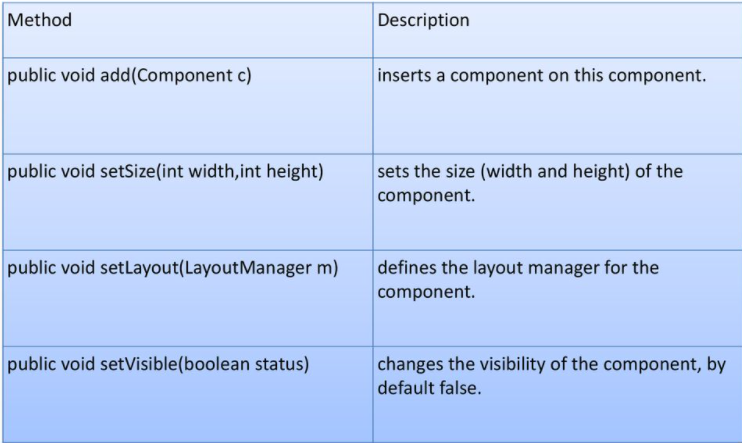 Method
Description
public void add(Component c)
inserts a component on this component.
public void setSize(int width,int height)
sets the size (width and height) of the
component.
public void setLayout(LayoutManager m)
defines the layout manager for the
component.
public void setVisible(boolean status)
changes the visibility of the component, by
default false.